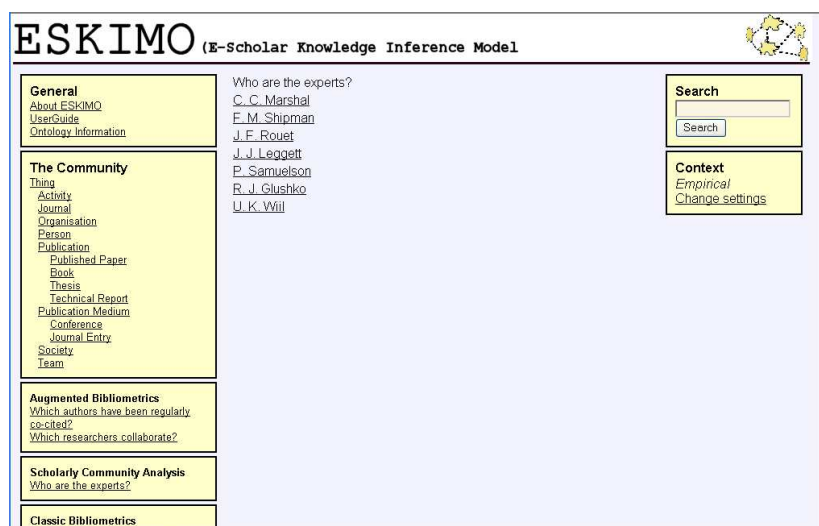 ESKIMO (E-Scholar Knowledge Inference Model
General
About ESKIMO
UserGuide
Ontology Information
The Community
Thing
Activity
Journal
Organisation
Person
Publication
Published Paper
Book
Thesis
Technical Report
Publication Medium
Conference
Journal Entry
Society
Team
Augmented Bibliometrics
Which authors have been regularly
co-cited?
Which researchers collaborate?
Scholarly Community Analysis
Who are the experts?
Classic Bibliometrics
Who are the experts?
C. C. Marshal
F. M. Shipman
J. F. Rouet
J. J. Leggett
P. Samuelson
R. J. Glushko
U. K. Wiil
Search
Search
Context
Empirical
Change settings